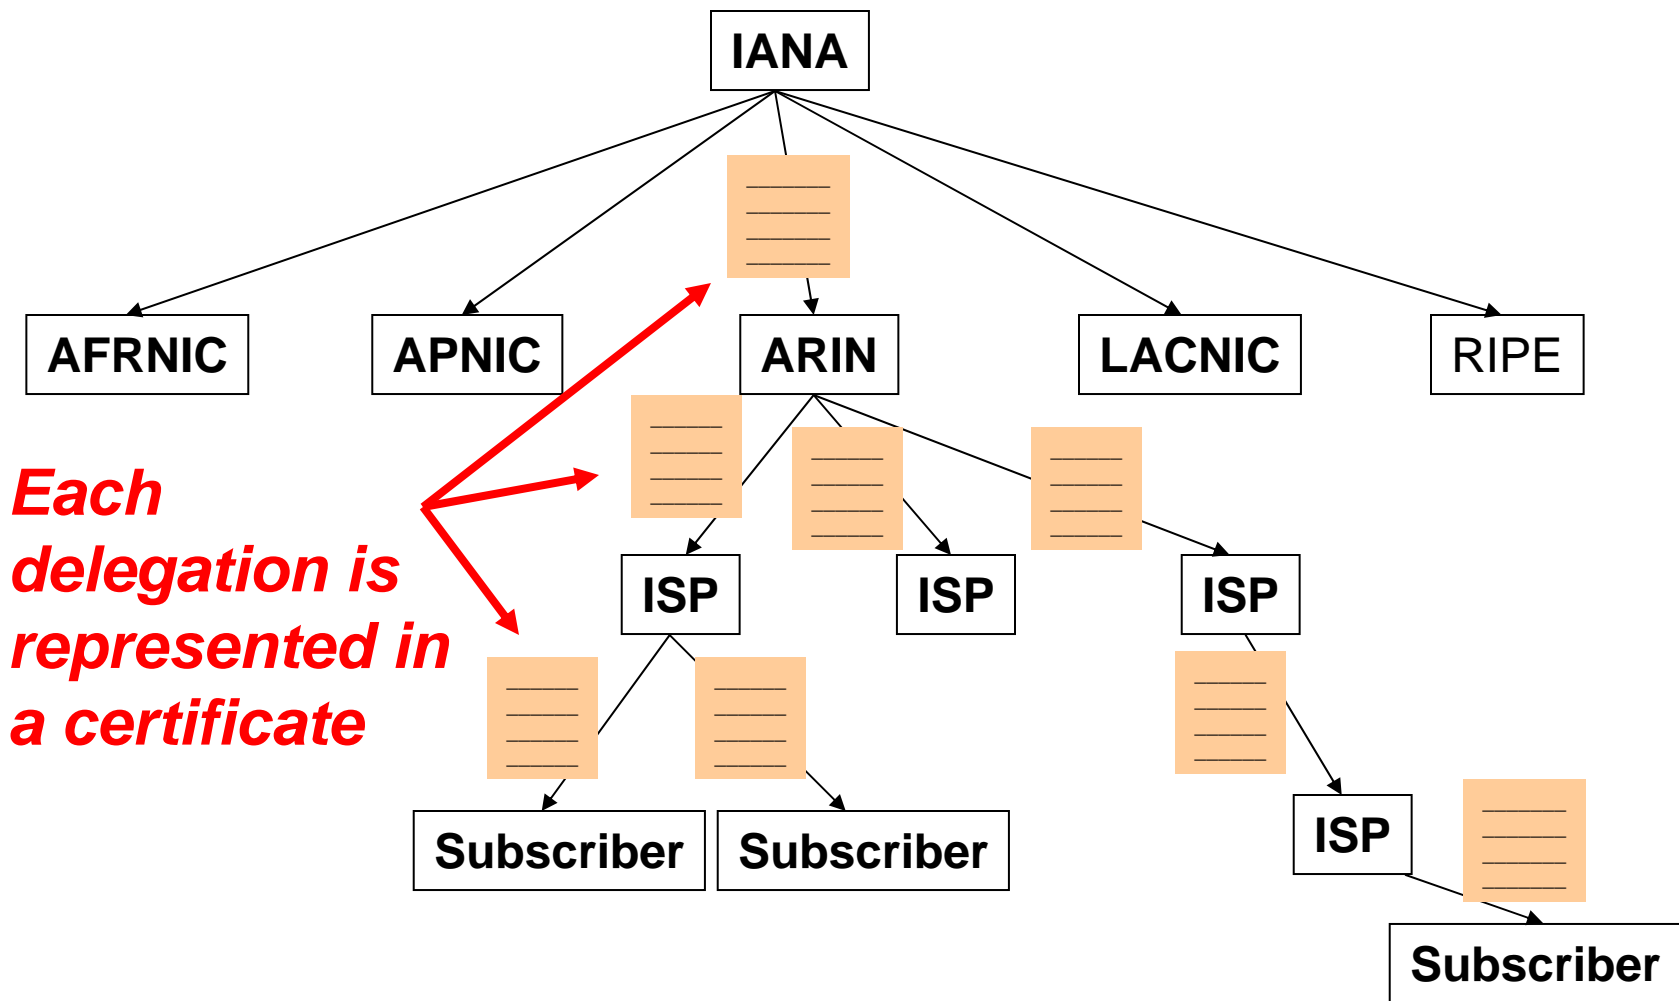 IANA
AFRNIC
APNIC
ARIN
LACNIC
RIPE
Each
delegation is
represented in
a certificate
ISP
ISP
ISP
Subscriber
Subscriber
ISP
Subscriber